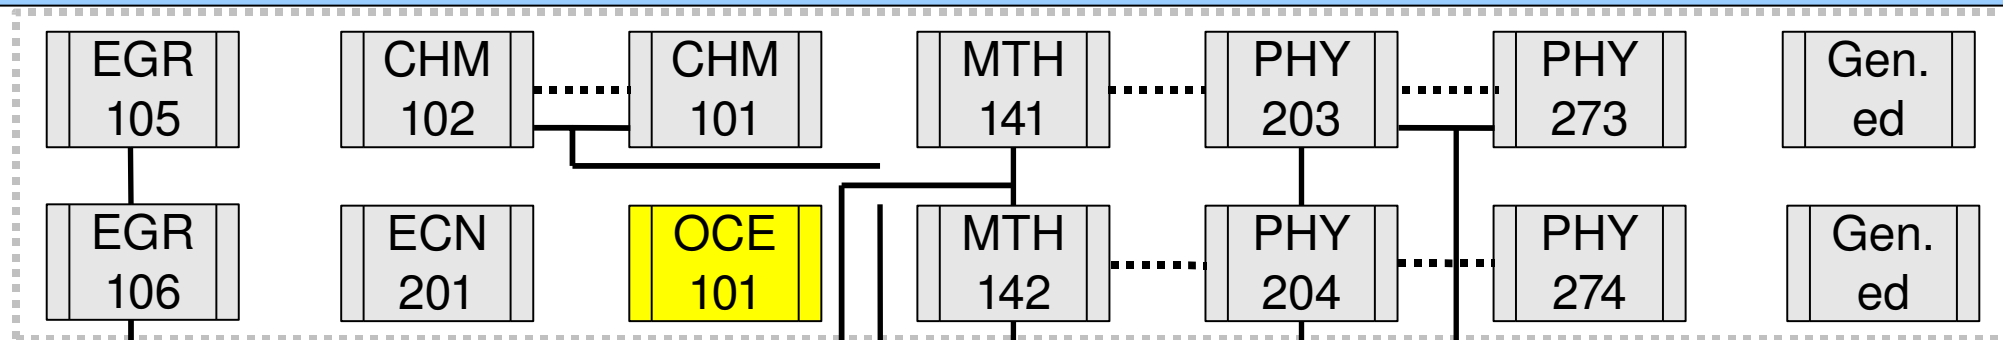 EGR
105
CHM
102
CHM
101
MTH
141
PHY
203
PHY
273
Gen.
ed
EGR
106
ECN
201
OCE
101
MTH
142
PHY
204
PHY
274
Gen.
ed